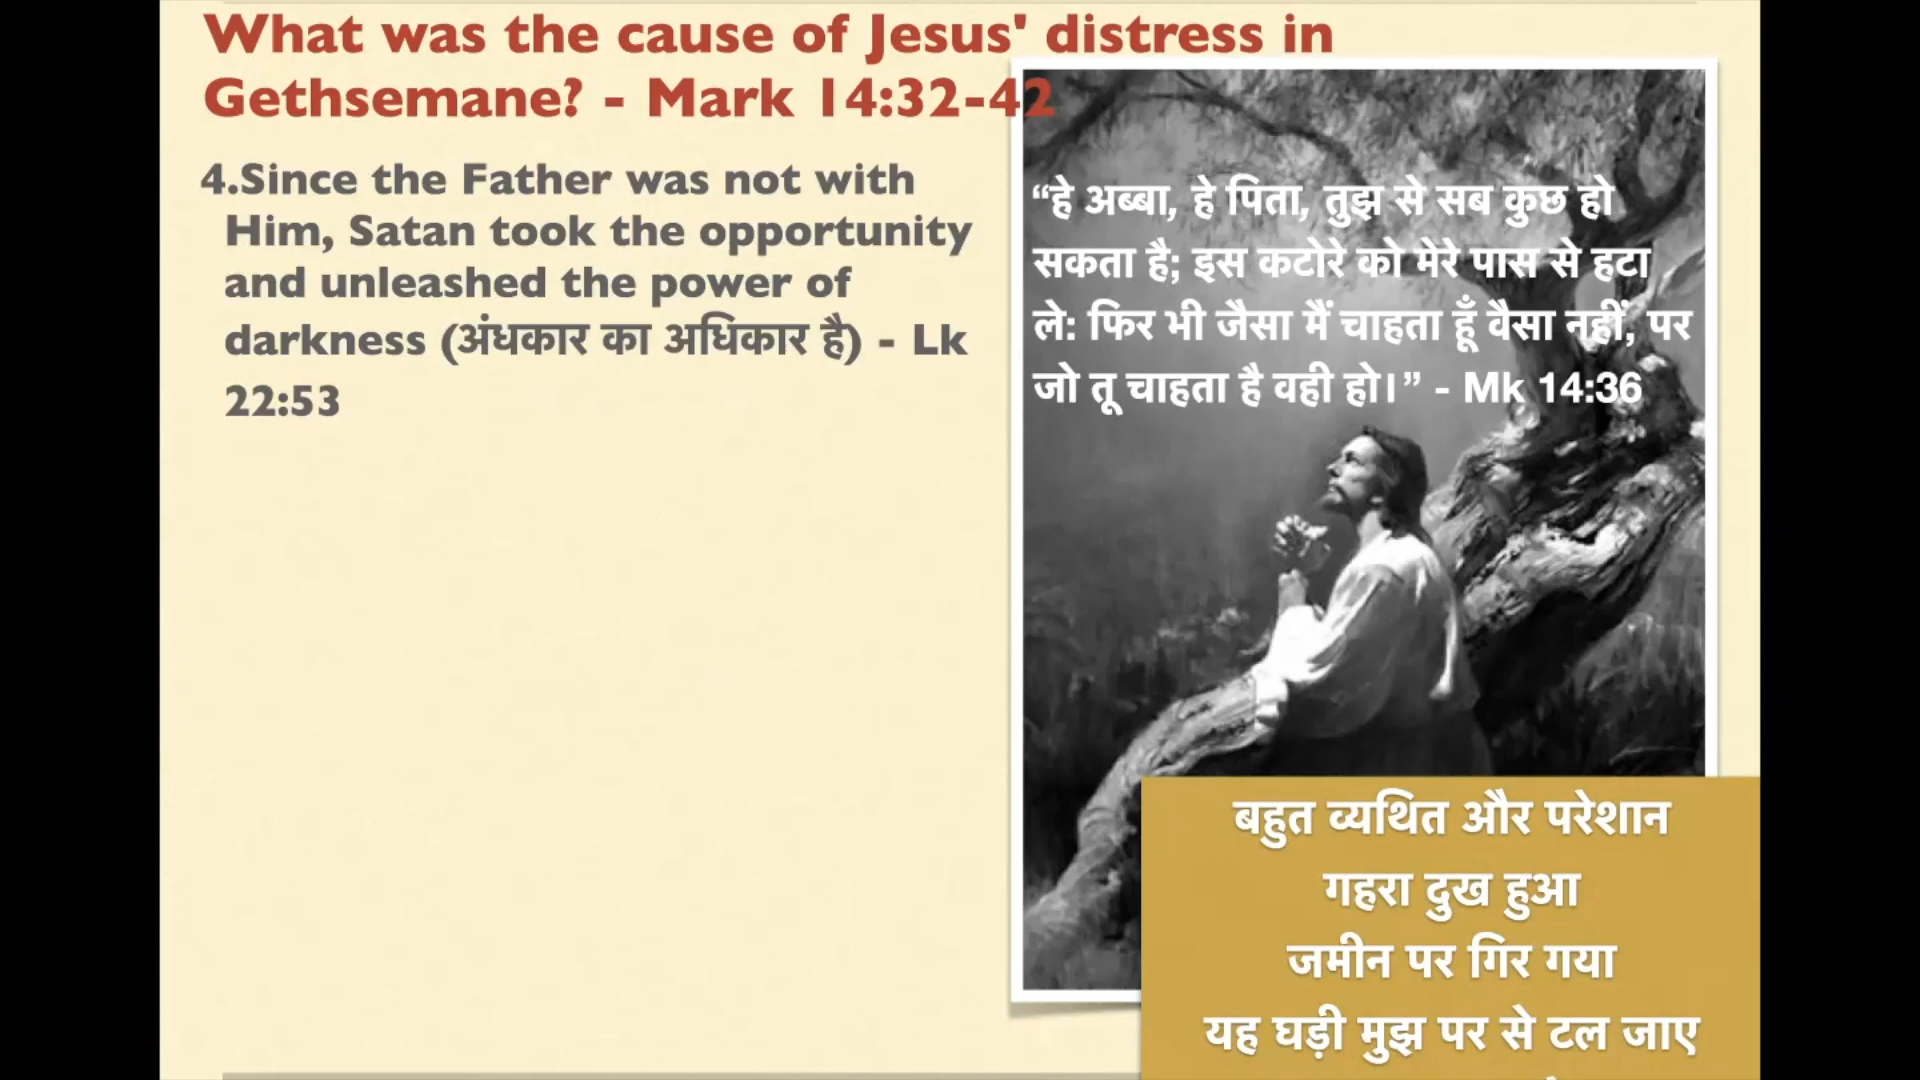 What was the cause of Jesus' distress in
Gethsemane? - Mark 14:32-42
4.Since the Father was not with
Him, Satan took the opportunity
and unleashed the power of
darkness (अंधकार का अधिकार है) - Lk
22:53
“हे अब्बा, हे पिता, तुझ से सब कुछ हो
सकता है; इस कटोरे को मेरे पास से हटा
ले: फिर भी जैसा मैं चाहता हूँ वैसा नहीं, पर
जो तू चाहता है वही हो।” - Mk 14:36
बहुत व्यथित और परेशान
गहरा दुख हुआ
जमीन पर गिर गया
यह घड़ी मुझ पर से टल जाए